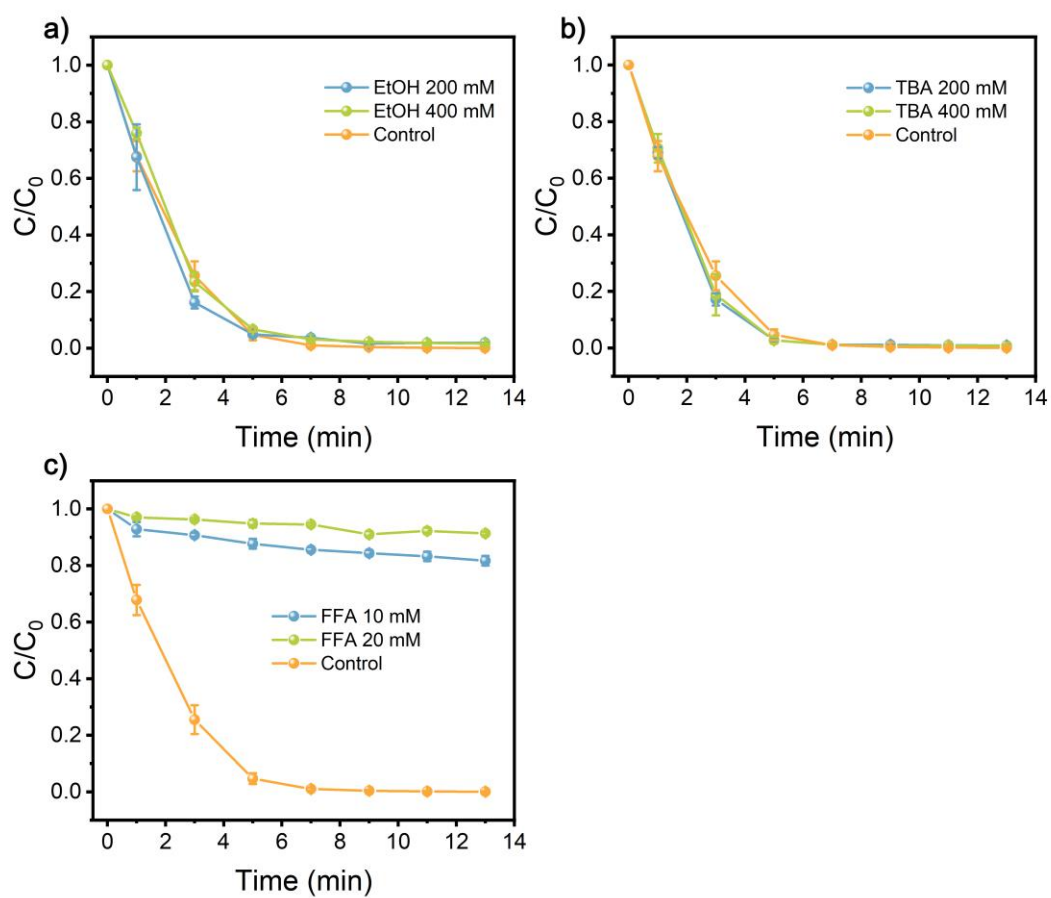 a)
1.0
0.8
0.6
0.4
0.2
0.0
C/C₀
EtOH 200 mM
EtOH 400 mM
Control
0 2 4 6 8 10 12 14
Time (min)
b)
1.0
0.8
0.6
0.4
0.2
0.0
C/C₀
TBA 200 mM
TBA 400 mM
Control
0 2 4 6 8 10 12 14
Time (min)
c)
1.0
0.8
0.6
0.4
0.2
0.0
C/C₀
FFA 10 mM
FFA 20 mM
Control
0 2 4 6 8 10 12 14
Time (min)